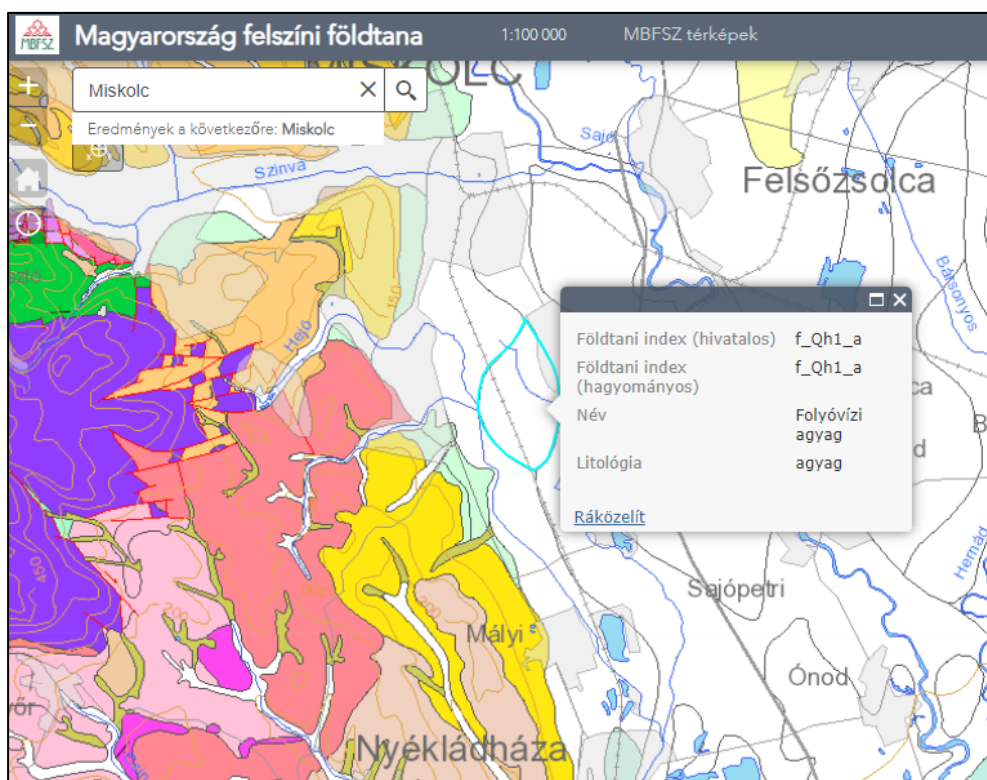 MBFSZ
Magyarország felszíni földtana
1:100 000
MBFSZ térképek
Miskolc
Eredmények a következőre: Miskolc
Szinva
Sajó
Felsőzsolca
Bársonyos
150
Hejő
Földtani index (hivatalos) f_Qh1_a
Földtani index (hagyományos) f_Qh1_a
Név Folyóvízi
agyag
Litológia agyag
Ráközelít
450
200
200
Hernád
Sajópetri
Mályi
Ónod
Nyékládháza